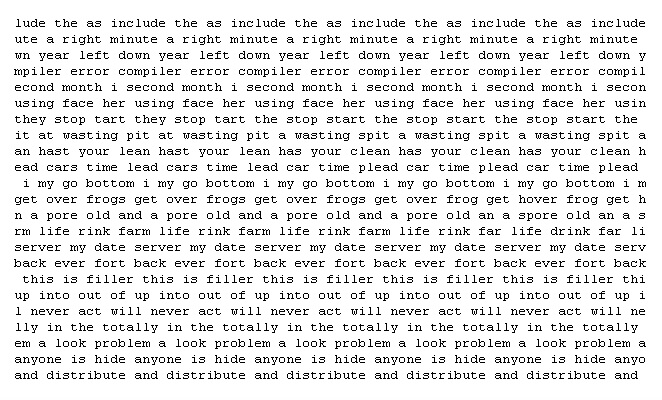 lude the as include the as include the as include the as include the as include
ute a right minute a right minute a right minute a right minute a right minute
wn year left down year left down year left down year left down year left down y
mpiler error compiler error compiler error compiler error compiler error compil
econd month i second month i second month i second month i second month i secon
using face her using face her using face her using face her using face her usin
they stop tart they stop tart the stop start the stop start the stop start the
it at wasting pit at wasting pit a wasting spit a wasting spit a wasting spit a
an hast your lean hast your lean has your clean has your clean has your clean h
ead cars time lead cars time lead car time plead car time plead car time plead
i my go bottom i my go bottom i my go bottom i my go bottom i my go bottom i m
get over frogs get over frogs get over frogs get over frog get hover frog get h
n a pore old and a pore old and a pore old and a pore old an a spore old an a s
rm life rink farm life rink farm life rink farm life rink far life drink far li
server my date server my date server my date server my date server my date serv
back ever fort back ever fort back ever fort back ever fort back ever fort back
this is filler this is filler this is filler this is filler this is filler thi
up into out of up into out of up into out of up into out of up into out of up i
l never act will never act will never act will never act will never act will ne
lly in the totally in the totally in the totally in the totally in the totally
em a look problem a look problem a look problem a look problem a look problem a
anyone is hide anyone is hide anyone is hide anyone is hide anyone is hide anyo
and distribute and distribute and distribute and distribute and distribute and